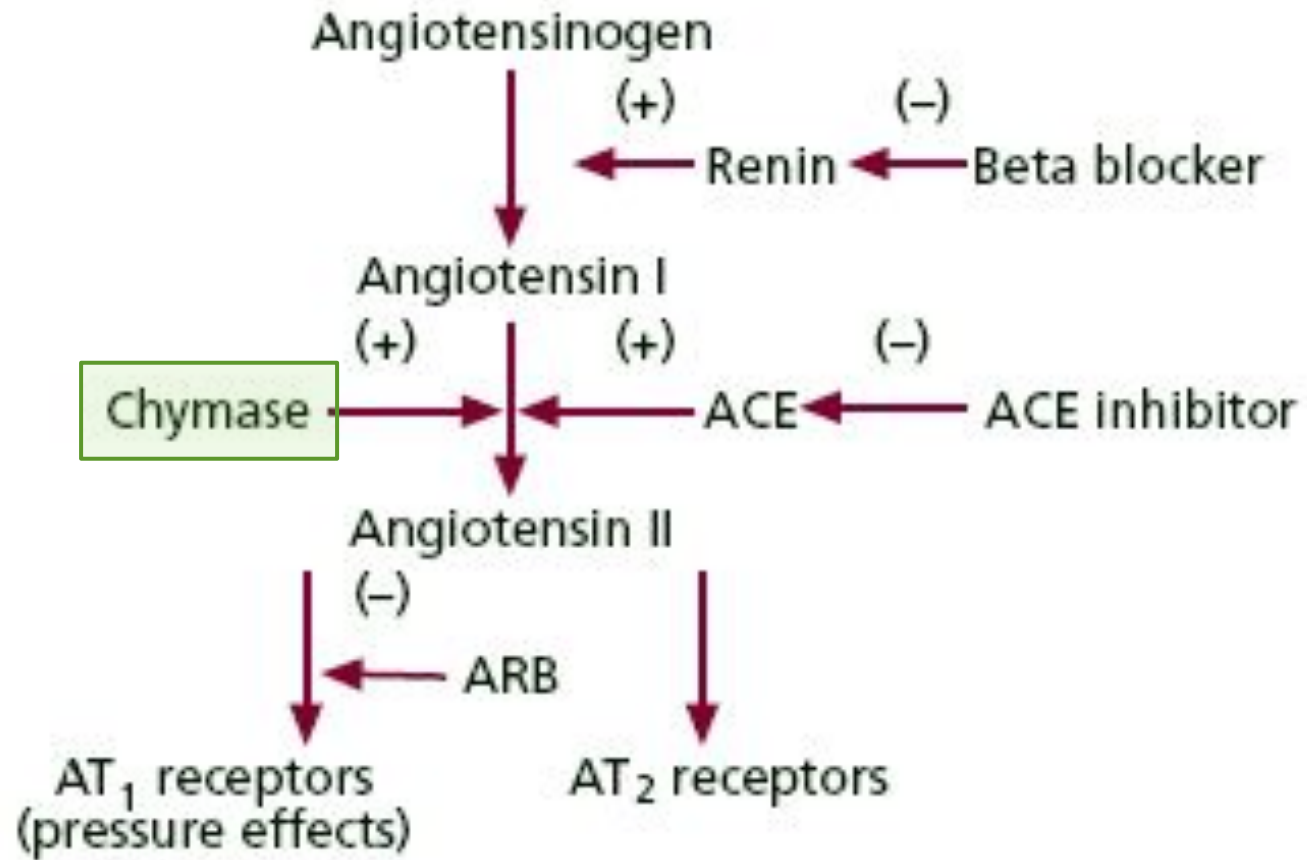 Angiotensinogen
(+) (–)
Renin Beta blocker
Angiotensin I
(+) (+) (–)
Chymase ACE ACE inhibitor
Angiotensin II
(–)
ARB
AT₁ receptors AT₂ receptors
(pressure effects)